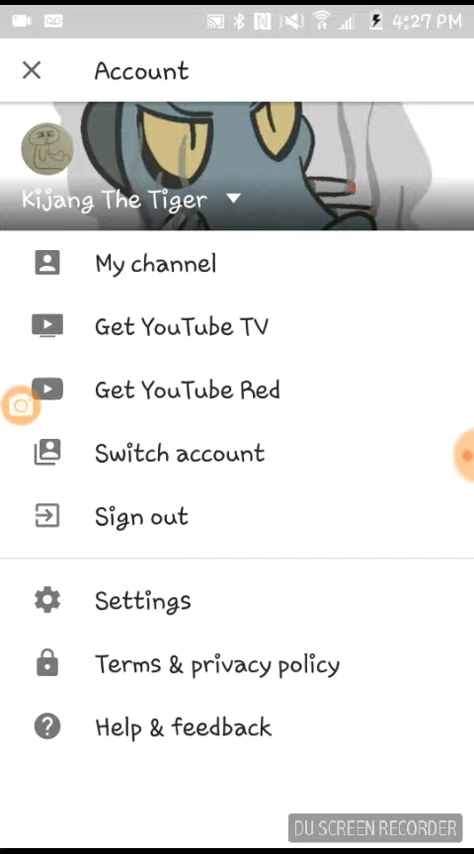 4:27 PM
Account
Kijang The Tiger
My channel
Get YouTube TV
Get YouTube Red
Switch account
Sign out
Settings
Terms & privacy policy
Help & feedback
DU SCREEN RECORDER